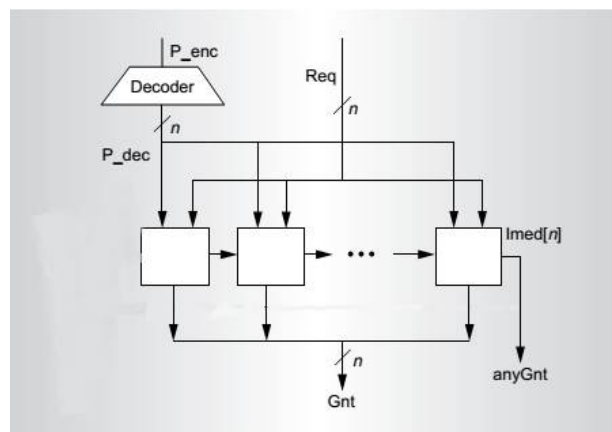 P_enc
Decoder
Req
n
n
P_dec
Imed[n]
n
anyGnt
Gnt